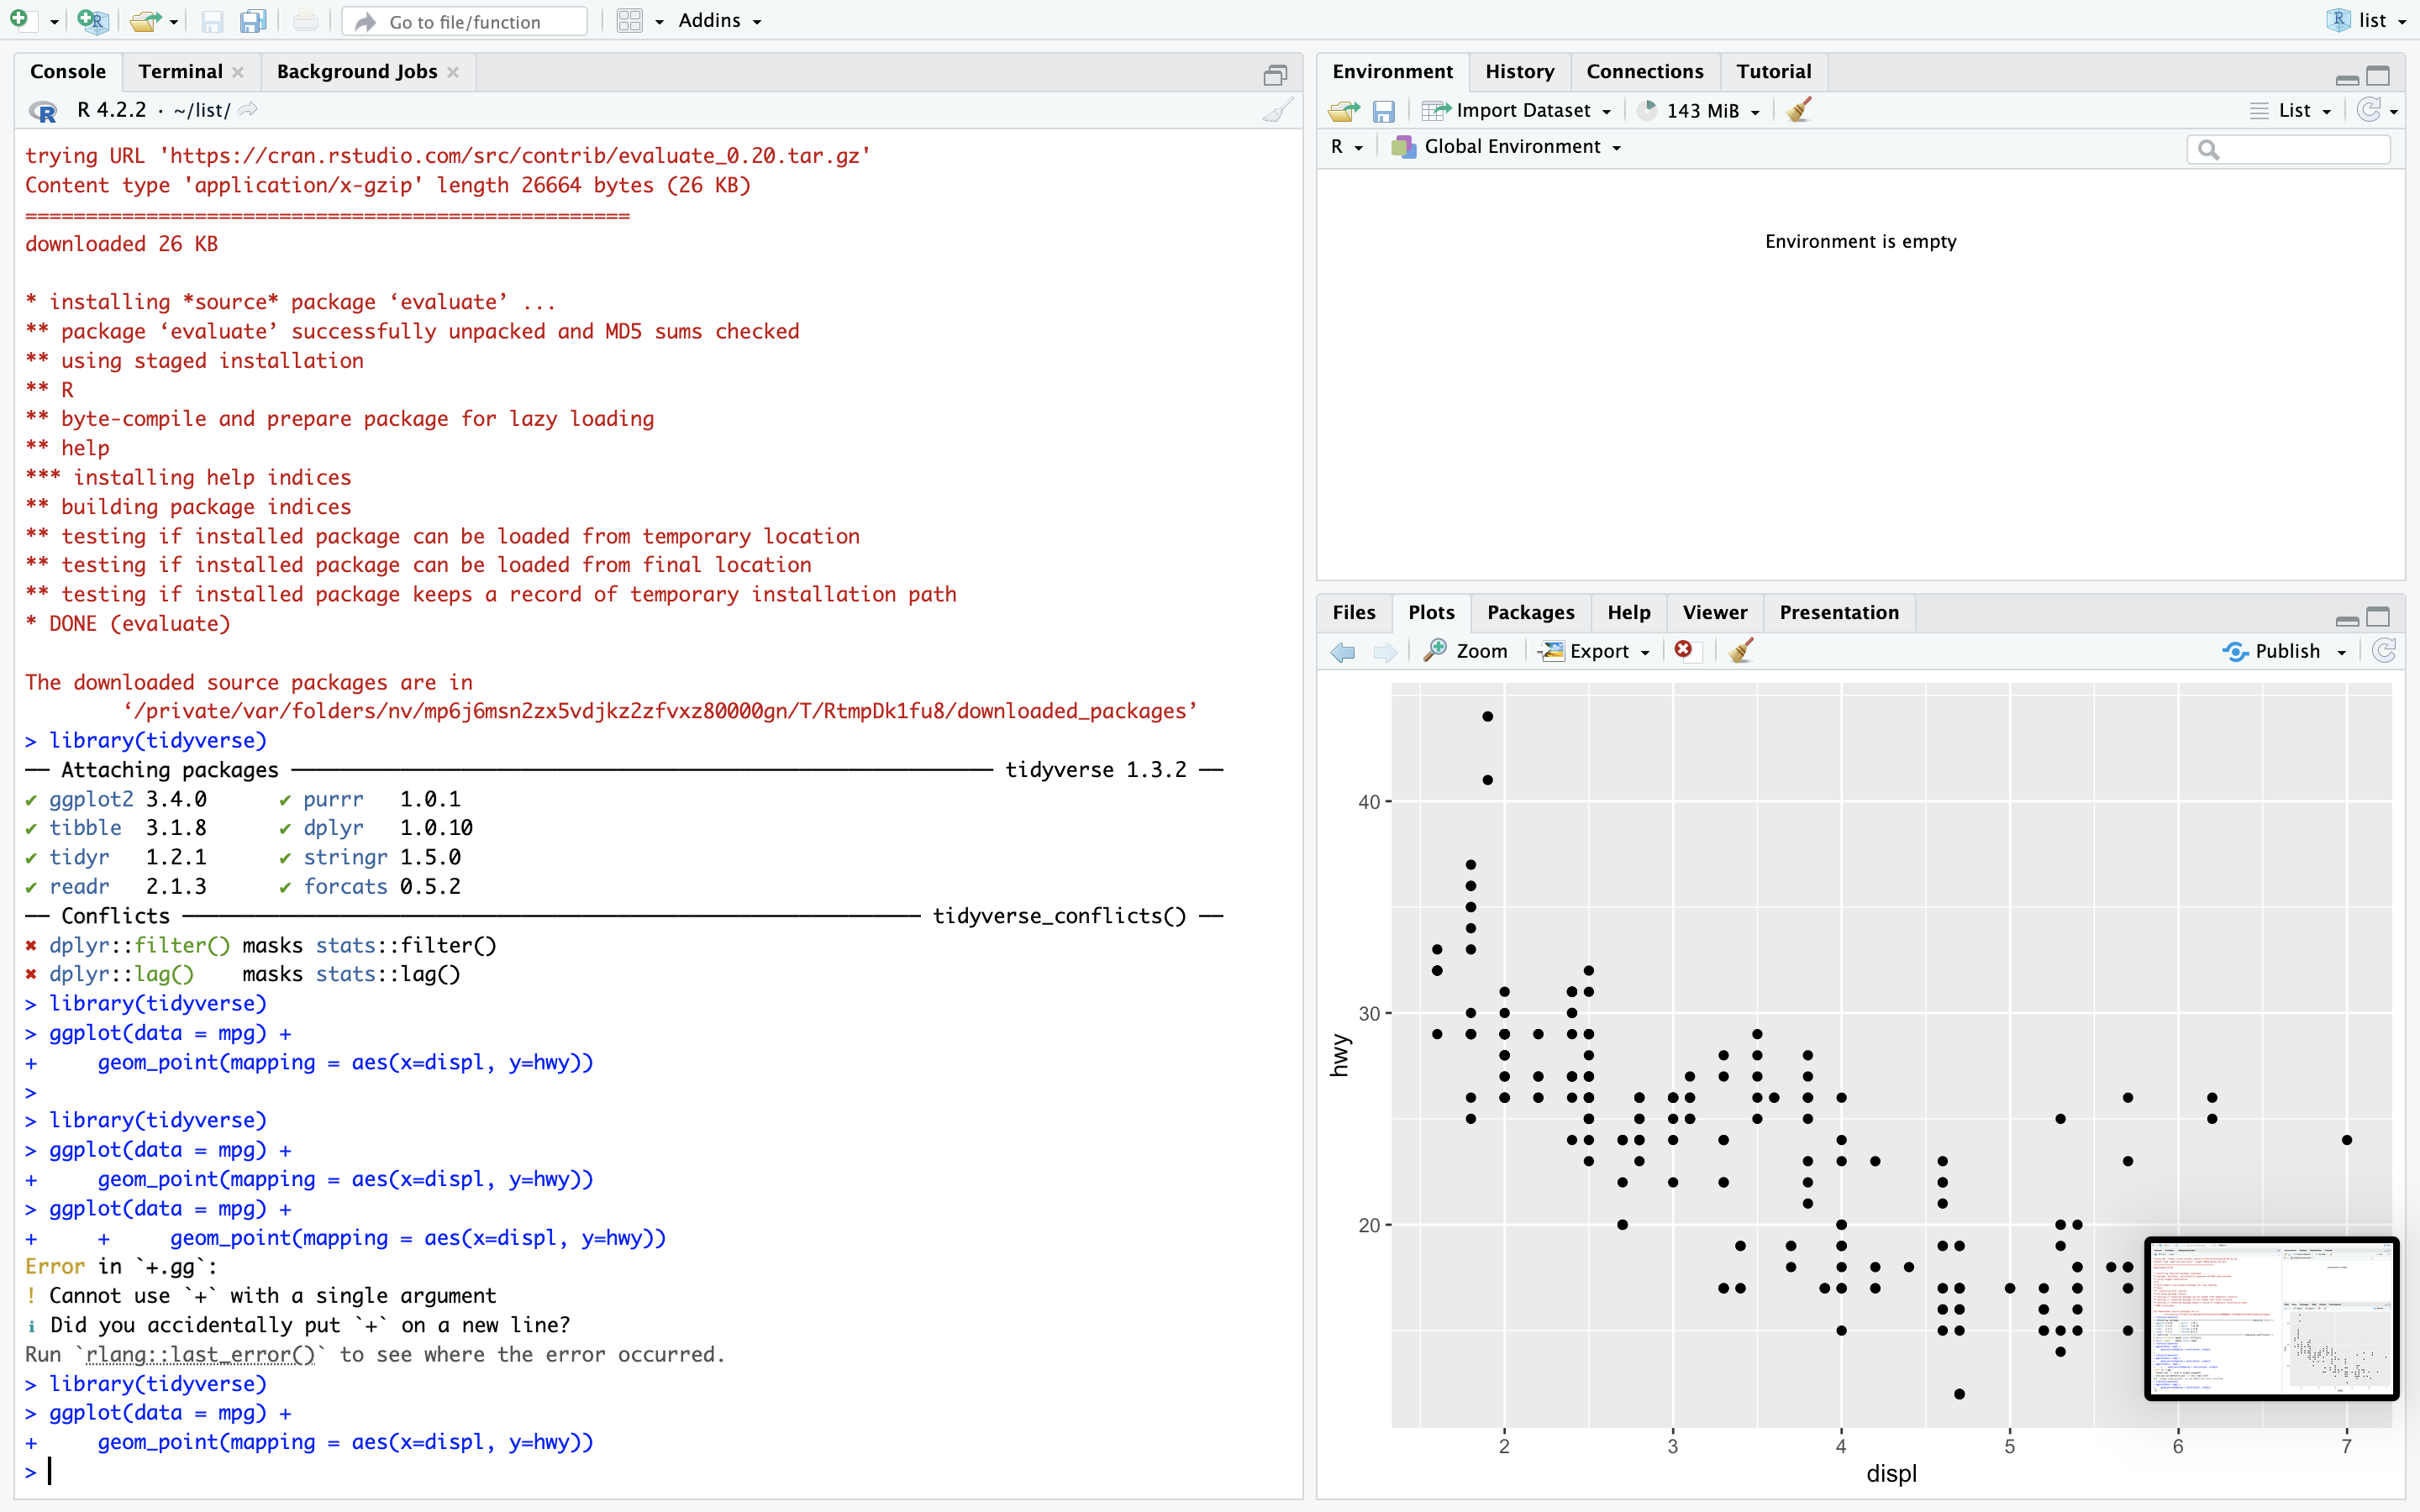 Go to file/function
Addins
list
Console Terminal Background Jobs
R 4.2.2 · ~/list/
trying URL 'https://cran.rstudio.com/src/contrib/evaluate_0.20.tar.gz'
Content type 'application/x-gzip' length 26664 bytes (26 KB)
==================================================
downloaded 26 KB
* installing *source* package ‘evaluate’ ...
** package ‘evaluate’ successfully unpacked and MD5 sums checked
** using staged installation
** R
** byte-compile and prepare package for lazy loading
** help
*** installing help indices
** building package indices
** testing if installed package can be loaded from temporary location
** testing if installed package can be loaded from final location
** testing if installed package keeps a record of temporary installation path
* DONE (evaluate)
The downloaded source packages are in
‘/private/var/folders/nv/mp6j6msn2zx5vdjkz2zfvxz80000gn/T/RtmpDk1fu8/downloaded_packages’
> library(tidyverse)
── Attaching packages ──────── tidyverse 1.3.2 ──
✔ ggplot2 3.4.0 ✔ purrr 1.0.1
✔ tibble 3.1.8 ✔ dplyr 1.0.10
✔ tidyr 1.2.1 ✔ stringr 1.5.0
✔ readr 2.1.3 ✔ forcats 0.5.2
── Conflicts ──────── tidyverse_conflicts() ──
✖ dplyr::filter() masks stats::filter()
✖ dplyr::lag() masks stats::lag()
> library(tidyverse)
> ggplot(data = mpg) +
+ geom_point(mapping = aes(x=displ, y=hwy))
>
> library(tidyverse)
> ggplot(data = mpg) +
+ geom_point(mapping = aes(x=displ, y=hwy))
> ggplot(data = mpg) +
+ + geom_point(mapping = aes(x=displ, y=hwy))
Error in `+.gg`:
! Cannot use `+` with a single argument
ℹ Did you accidentally put `+` on a new line?
Run `rlang::last_error()` to see where the error occurred.
> library(tidyverse)
> ggplot(data = mpg) +
+ geom_point(mapping = aes(x=displ, y=hwy))
>
Environment History Connections Tutorial
Import Dataset 143 MiB List
R Global Environment
Environment is empty
Files Plots Packages Help Viewer Presentation
Zoom Export Publish
40
30
20
hwy
2 3 4 5 6 7
displ